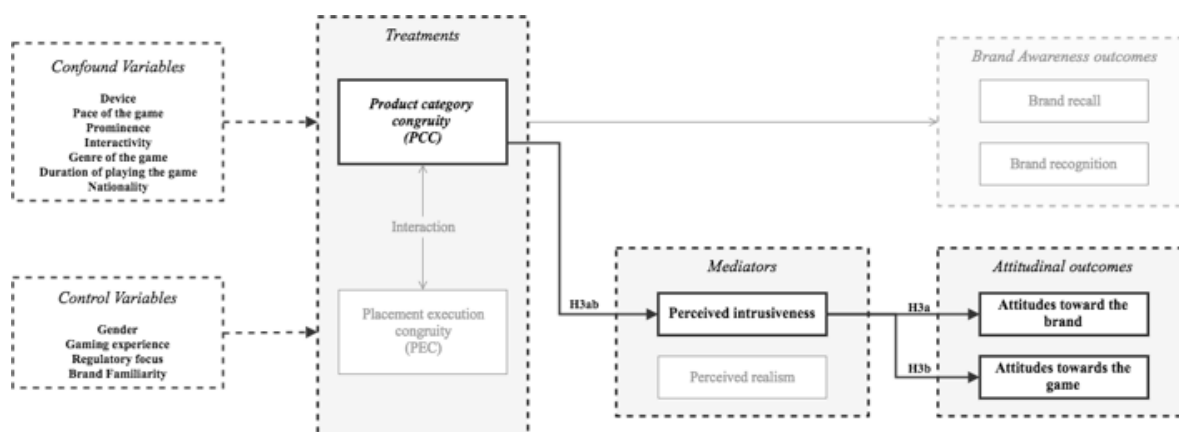 Confound Variables
Device
Pace of the game
Prominence
Interactivity
Genre of the game
Duration of playing the game
Nationality
Control Variables
Gender
Gaming experience
Regulatory focus
Brand Familiarity
Treatments
Product category
congruity
(PCC)
Interaction
Placement execution
congruity
(PEC)
H3ab
Mediators
Perceived intrusiveness
Perceived realism
Brand Awareness outcomes
Brand recall
Brand recognition
Attitudinal outcomes
H3a
Attitudes toward the
brand
H3b
Attitudes towards the
game